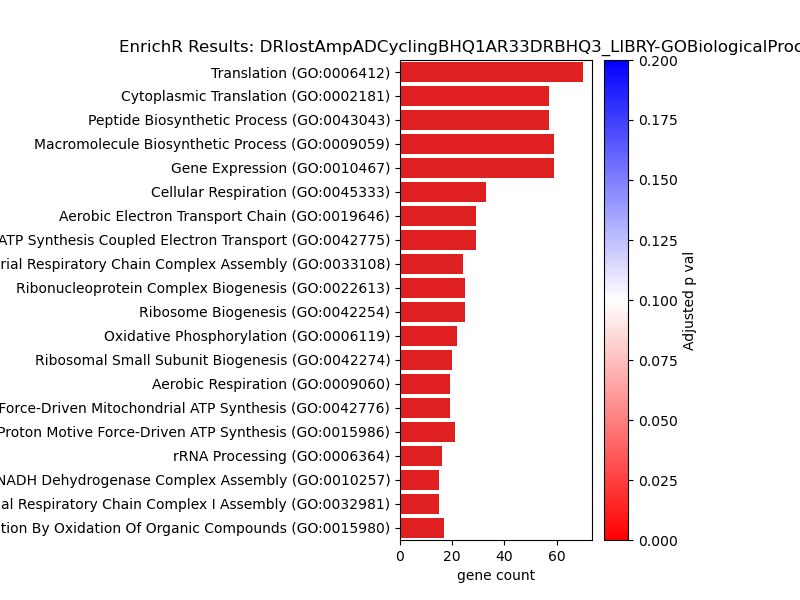 EnrichR Results: DRlostAmpADCyclingBHQ1AR33DRBHQ3_LIBRY-GOBiologicalProc
Translation (GO:0006412)
Cytoplasmic Translation (GO:0002181)
Peptide Biosynthetic Process (GO:0043043)
Macromolecule Biosynthetic Process (GO:0009059)
Gene Expression (GO:0010467)
Cellular Respiration (GO:0045333)
Aerobic Electron Transport Chain (GO:0019646)
ATP Synthesis Coupled Electron Transport (GO:0042775)
rial Respiratory Chain Complex Assembly (GO:0033108)
Ribonucleoprotein Complex Biogenesis (GO:0022613)
Ribosome Biogenesis (GO:0042254)
Oxidative Phosphorylation (GO:0006119)
Ribosomal Small Subunit Biogenesis (GO:0042274)
Aerobic Respiration (GO:0009060)
Force-Driven Mitochondrial ATP Synthesis (GO:0042776)
Proton Motive Force-Driven ATP Synthesis (GO:0015986)
rRNA Processing (GO:0006364)
NADH Dehydrogenase Complex Assembly (GO:0010257)
al Respiratory Chain Complex I Assembly (GO:0032981)
tion By Oxidation Of Organic Compounds (GO:0015980)
0 20 40 60
gene count
0.200
0.175
0.150
0.125
0.100
0.075
0.050
0.025
0.000
Adjusted p val